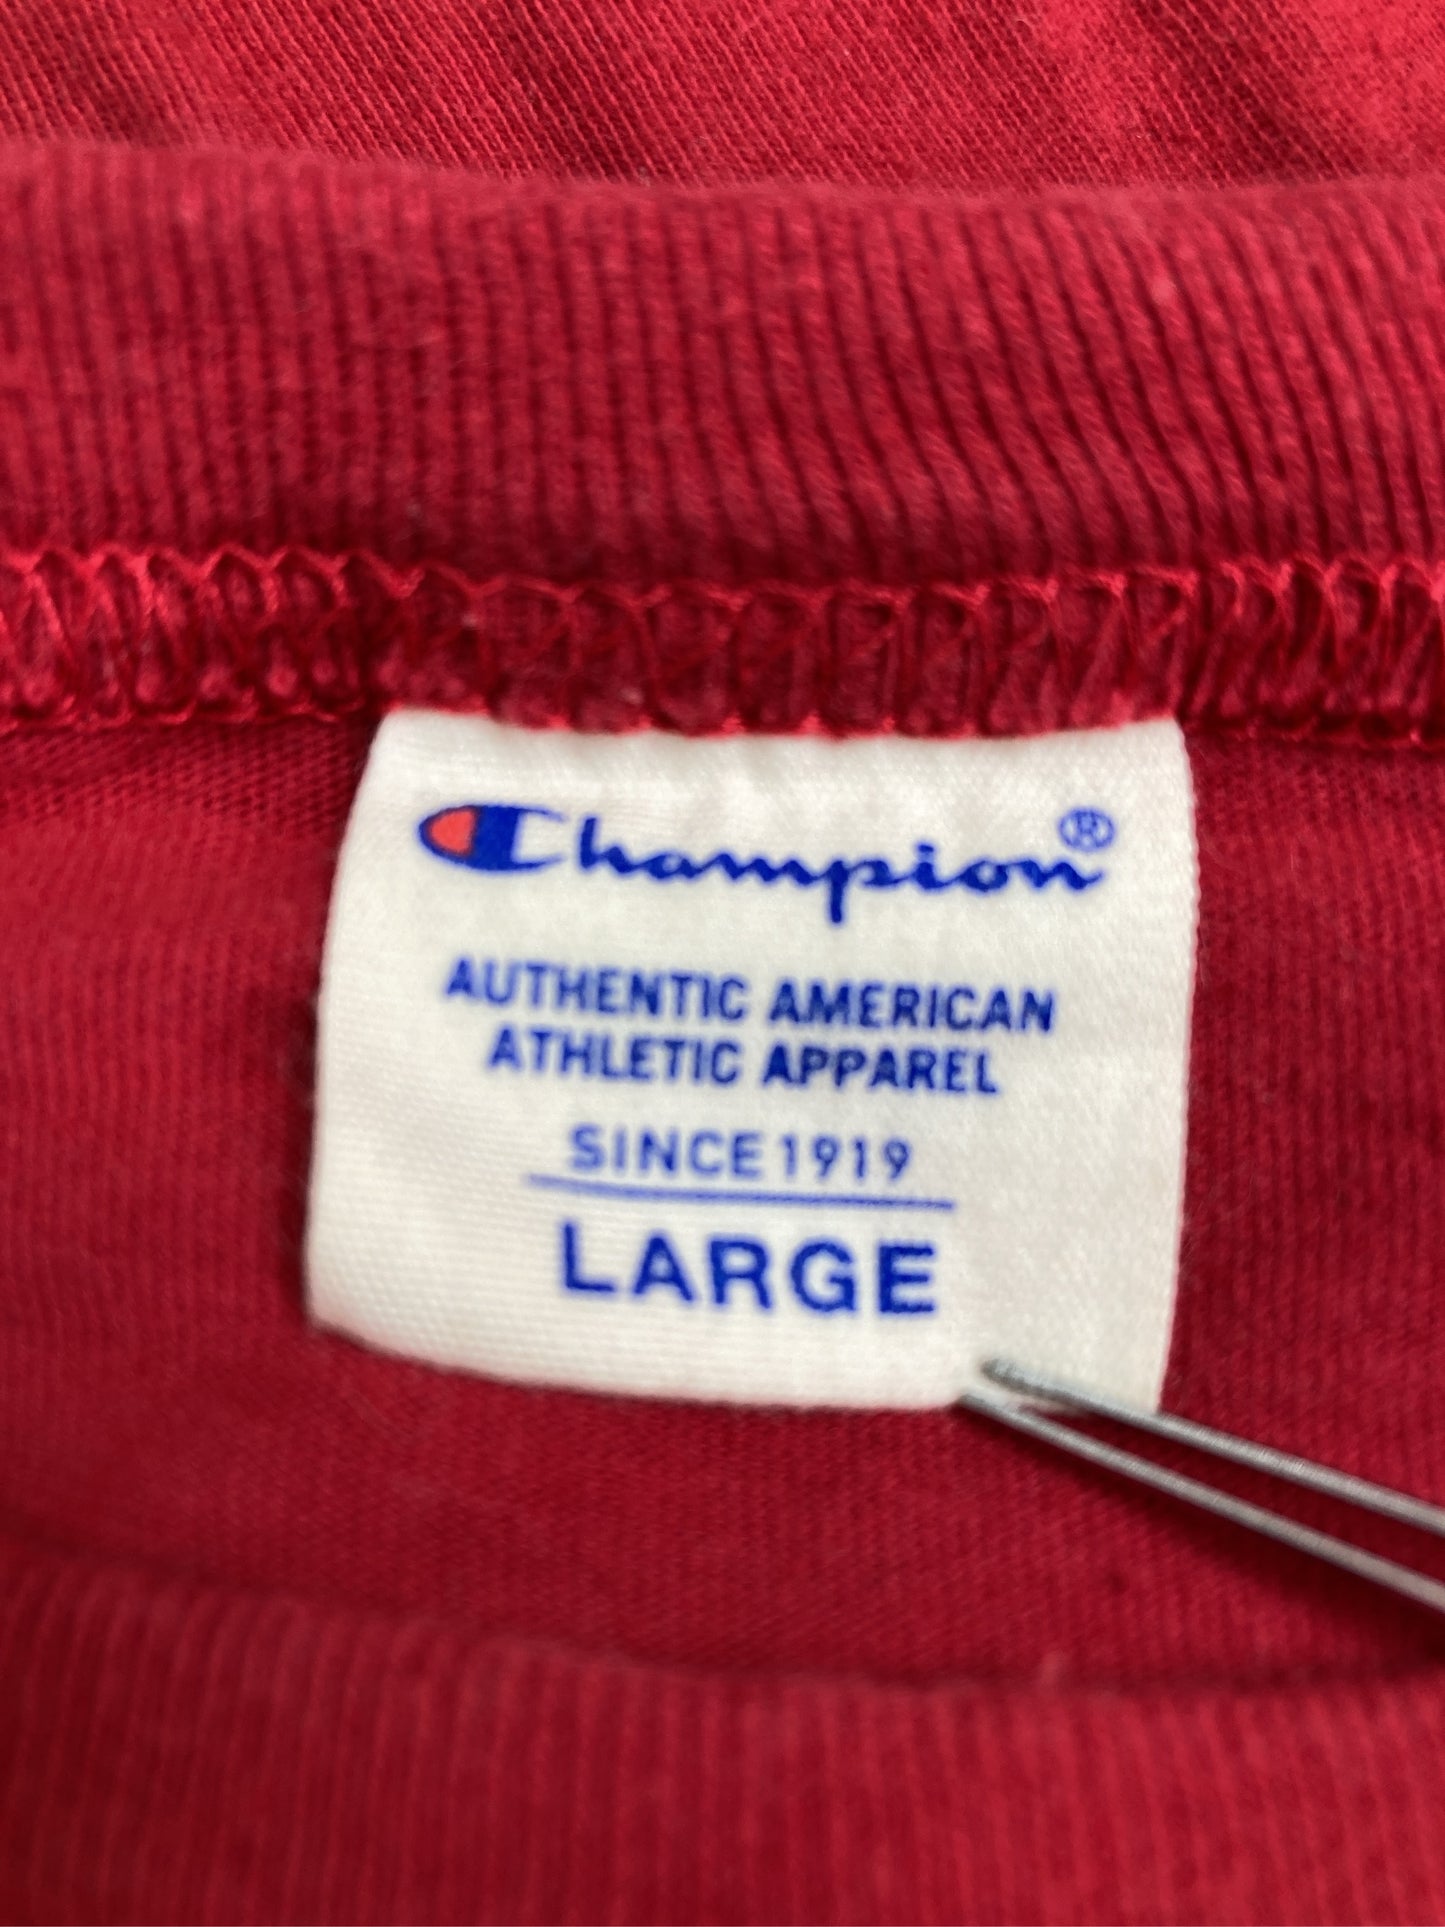 Champion®
AUTHENTIC AMERICAN
ATHLETIC APPAREL
SINCE 1919
LARGE